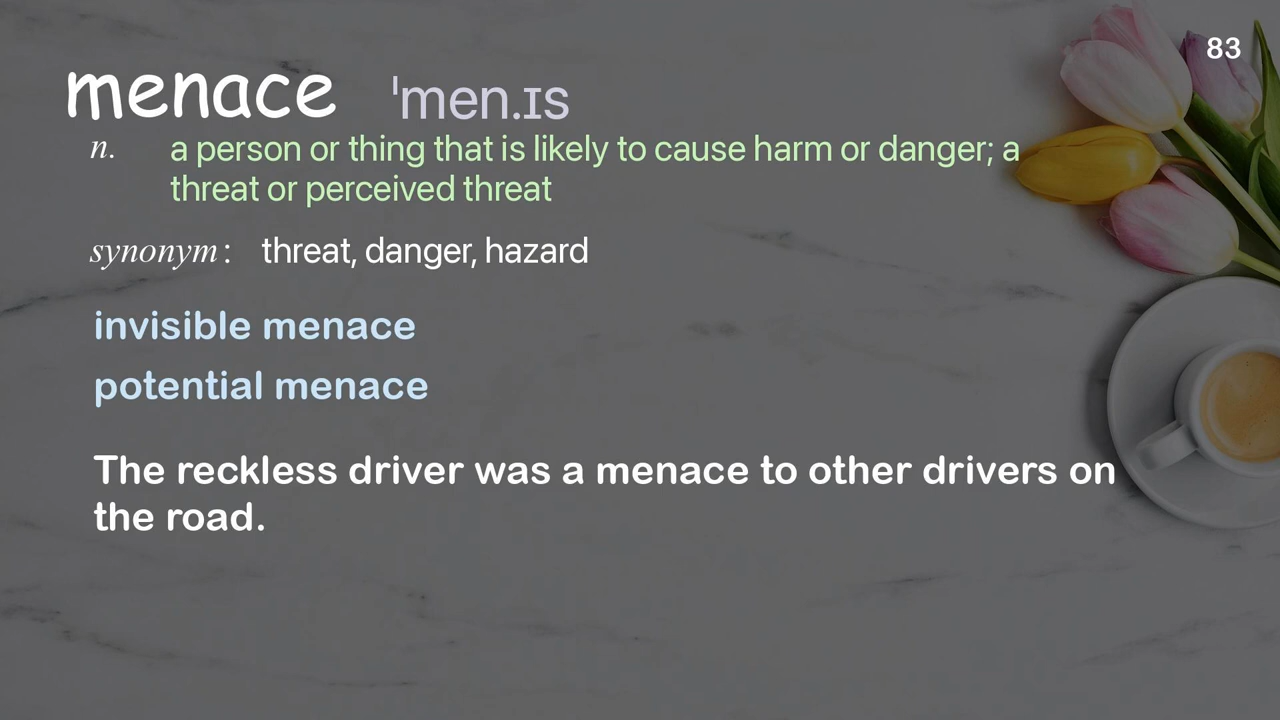 83
menace ˈmen.ɪs
n. a person or thing that is likely to cause harm or danger; a
threat or perceived threat
synonym: threat, danger, hazard
invisible menace
potential menace
The reckless driver was a menace to other drivers on
the road.